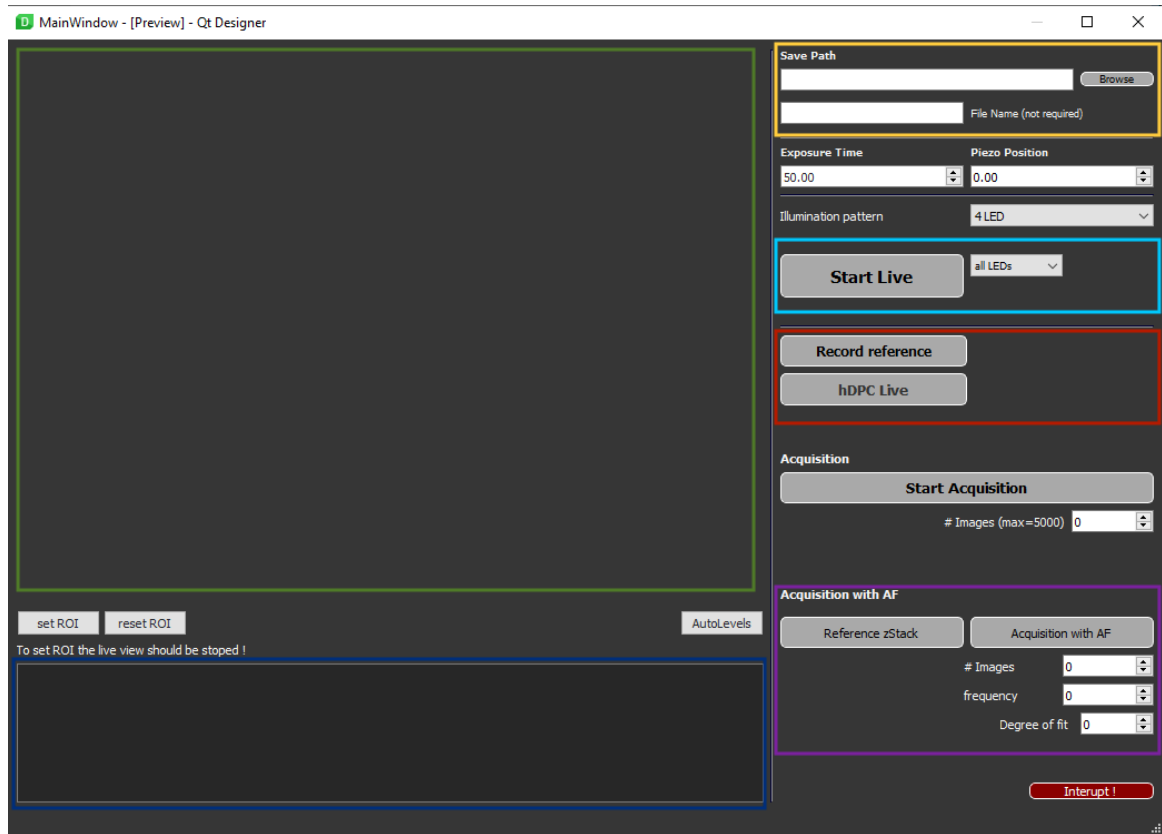 MainWindow - [Preview] - Qt Designer
Save Path
Browse
File Name (not required)
Exposure Time Piezo Position
50.00 0.00
Illumination pattern 4 LED
Start Live all LEDs
Record reference
hDPC Live
Acquisition
Start Acquisition
# Images (max=5000) 0
Acquisition with AF
Reference zStack Acquisition with AF
# Images 0
frequency 0
Degree of fit 0
Interupt !
set ROI reset ROI AutoLevels
To set ROI the live view should be stoped !